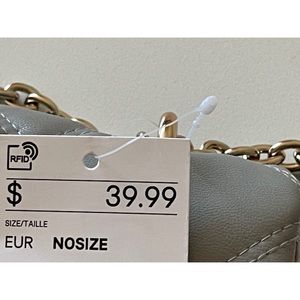 RFID
$ 39.99
SIZE/TAILLE
EUR NOSIZE